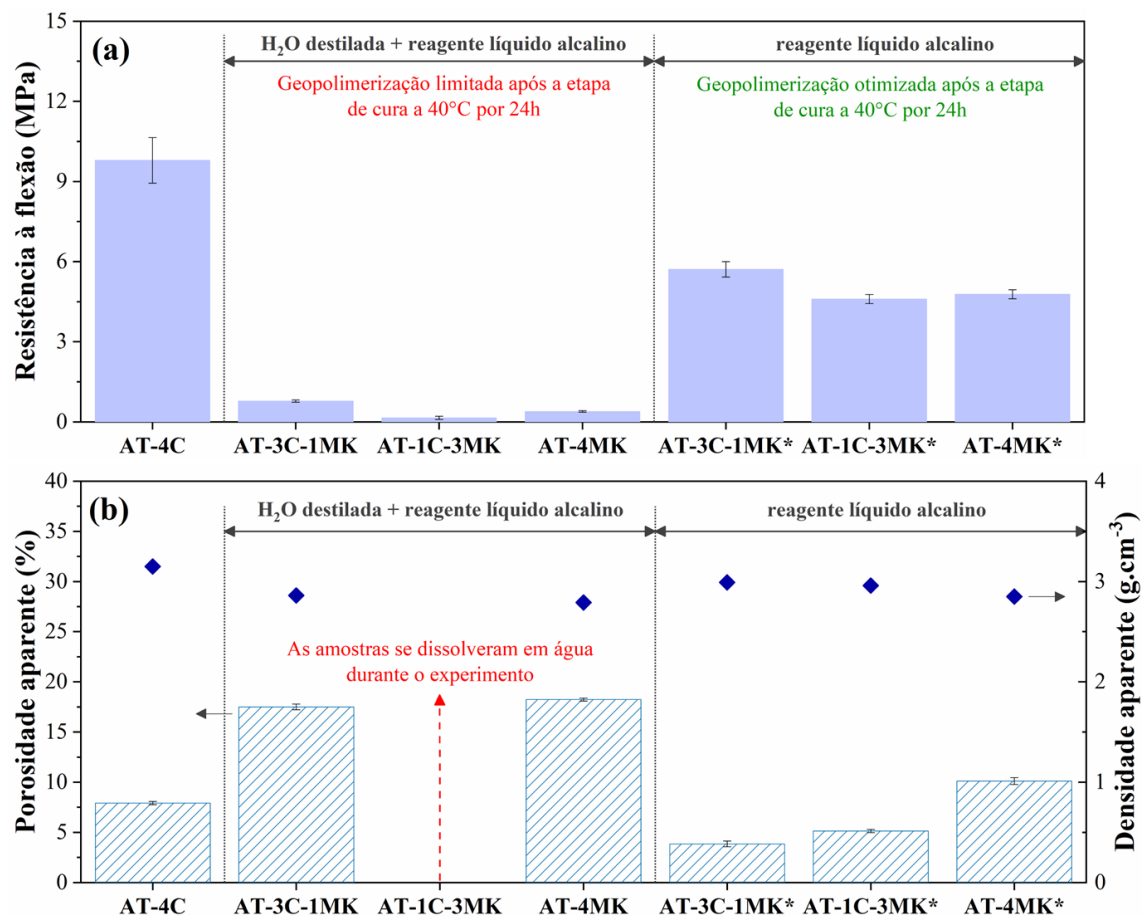 (a)
H₂O destilada + reagente líquido alcalino
reagente líquido alcalino
Geopolimerização limitada após a etapa
de cura a 40°C por 24h
Geopolimerização otimizada após a etapa
de cura a 40°C por 24h
Resistência à flexão (MPa)
15
12
9
6
3
0
AT-4C
AT-3C-1MK
AT-1C-3MK
AT-4MK
AT-3C-1MK*
AT-1C-3MK*
AT-4MK*
(b)
H₂O destilada + reagente líquido alcalino
reagente líquido alcalino
As amostras se dissolveram em água
durante o experimento
Porosidade aparente (%)
40
35
30
25
20
15
10
5
0
Densidade aparente (g.cm⁻³)
4
3
2
1
0
AT-4C
AT-3C-1MK
AT-1C-3MK
AT-4MK
AT-3C-1MK*
AT-1C-3MK*
AT-4MK*